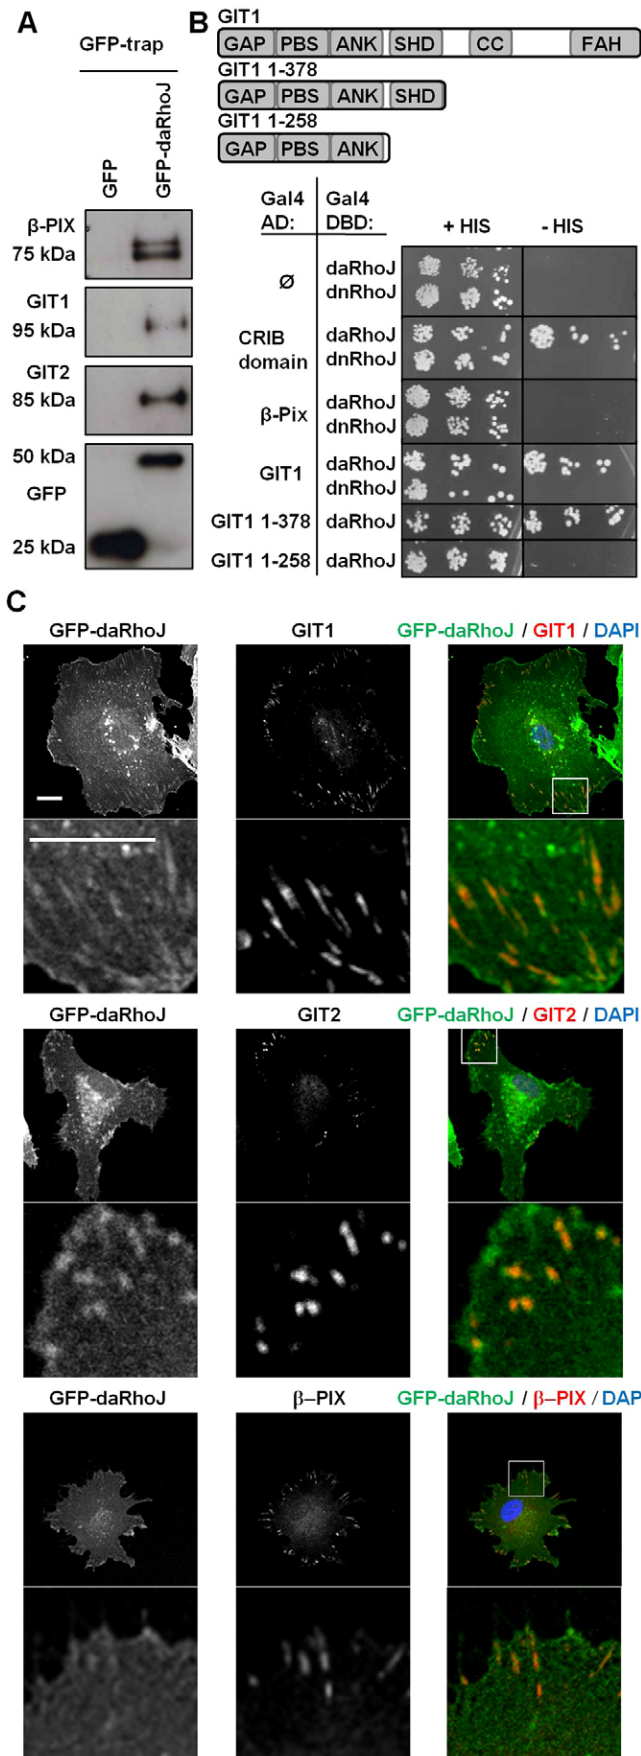 A
GFP-trap
GFP
GFP-daRhoJ
β-PIX
75 kDa
GIT1
95 kDa
GIT2
85 kDa
50 kDa
GFP
25 kDa
B
GIT1
GAP PBS ANK SHD CC FAH
GIT1 1-378
GAP PBS ANK SHD
GIT1 1-258
GAP PBS ANK
Gal4 Gal4
AD: DBD: + HIS - HIS
Ø daRhoJ
dnRhoJ
CRIB daRhoJ
domain dnRhoJ
β-Pix daRhoJ
dnRhoJ
GIT1 daRhoJ
dnRhoJ
GIT1 1-378 daRhoJ
GIT1 1-258 daRhoJ
C
GFP-daRhoJ GIT1 GFP-daRhoJ / GIT1 / DAPI
GFP-daRhoJ GIT2 GFP-daRhoJ / GIT2 / DAPI
GFP-daRhoJ β–PIX GFP-daRhoJ / β–PIX / DAP